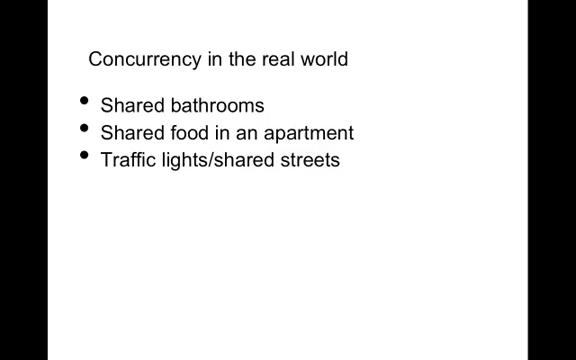 Concurrency in the real world
• Shared bathrooms
• Shared food in an apartment
• Traffic lights/shared streets